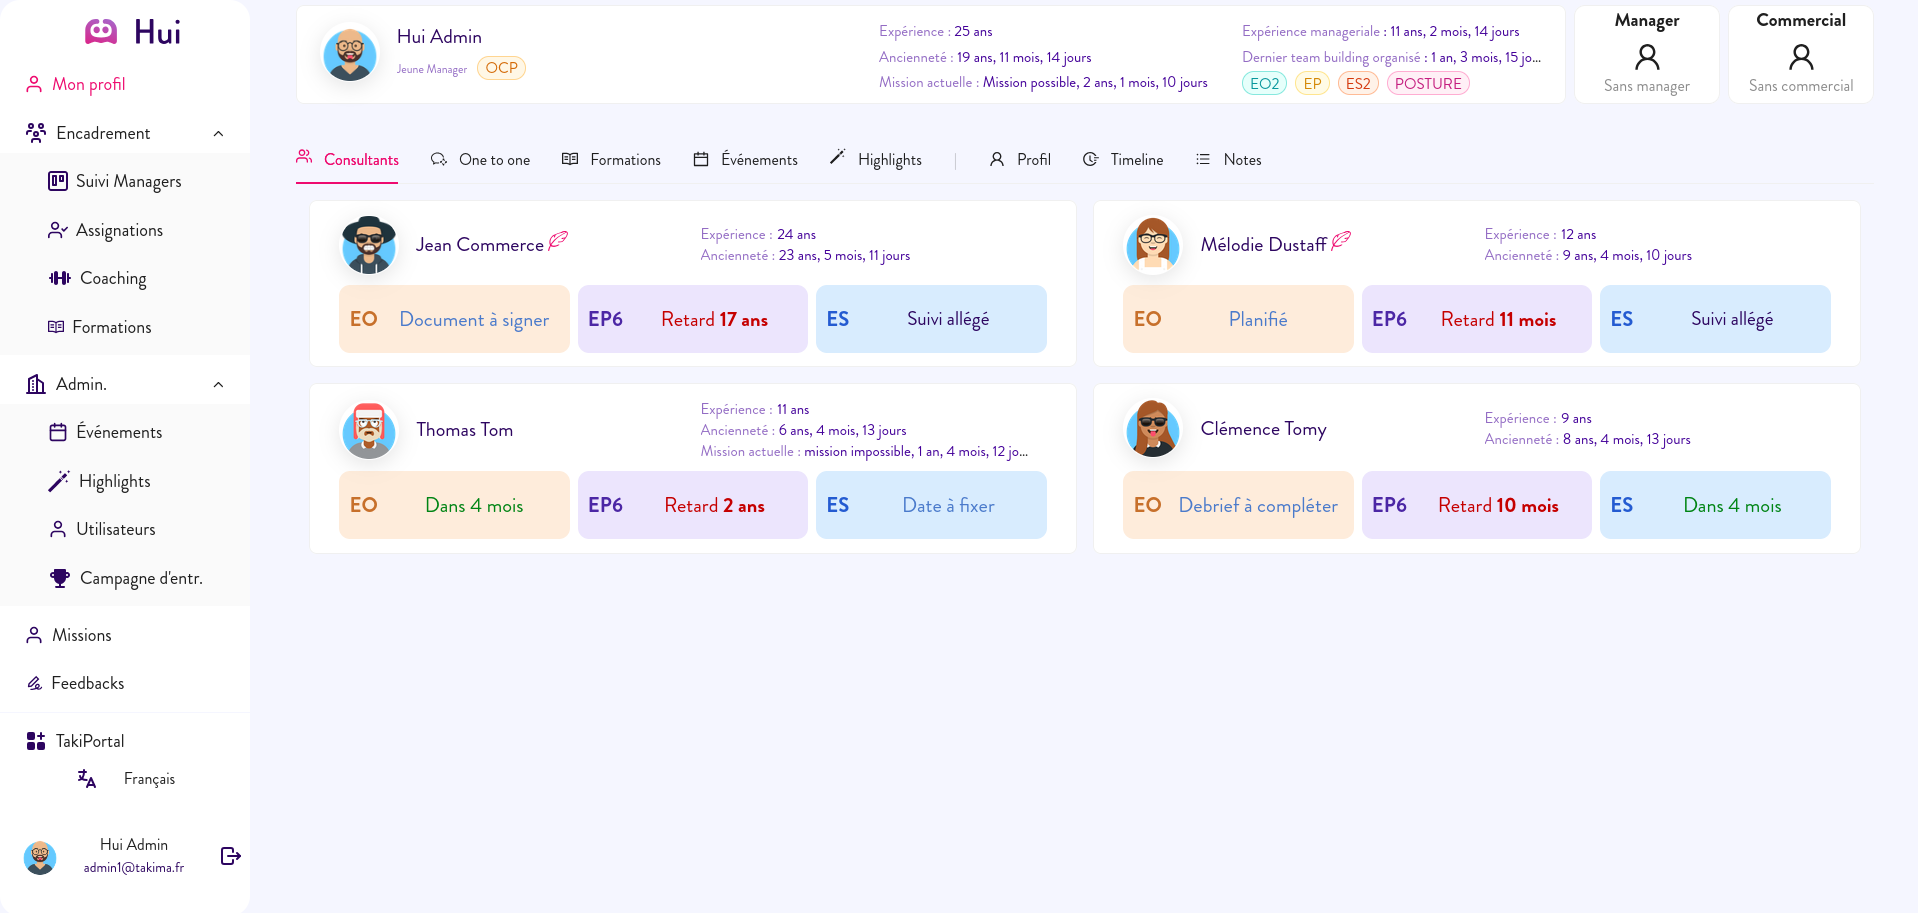 Hui
Mon profil
Encadrement
Suivi Managers
Assignations
Coaching
Formations
Admin.
Événements
Highlights
Utilisateurs
Campagne d'entr.
Missions
Feedbacks
TakiPortal
Français
Hui Admin
admin1@takima.fr
Hui Admin
Jeune Manager OCP
Expérience : 25 ans
Ancienneté : 19 ans, 11 mois, 14 jours
Mission actuelle : Mission possible, 2 ans, 1 mois, 10 jours
Expérience manageriale : 11 ans, 2 mois, 14 jours
Dernier team building organisé : 1 an, 3 mois, 15 jo...
EO2 EP ES2 POSTURE
Manager
Sans manager
Commercial
Sans commercial
Consultants One to one Formations Événements Highlights Profil Timeline Notes
Jean Commerce
Expérience : 24 ans
Ancienneté : 23 ans, 5 mois, 11 jours
EO Document à signer EP6 Retard 17 ans ES Suivi allégé
Mélodie Dustaff
Expérience : 12 ans
Ancienneté : 9 ans, 4 mois, 10 jours
EO Planifié EP6 Retard 11 mois ES Suivi allégé
Thomas Tom
Expérience : 11 ans
Ancienneté : 6 ans, 4 mois, 13 jours
Mission actuelle : mission impossible, 1 an, 4 mois, 12 jo...
EO Dans 4 mois EP6 Retard 2 ans ES Date à fixer
Clémence Tomy
Expérience : 9 ans
Ancienneté : 8 ans, 4 mois, 13 jours
EO Debrief à compléter EP6 Retard 10 mois ES Dans 4 mois